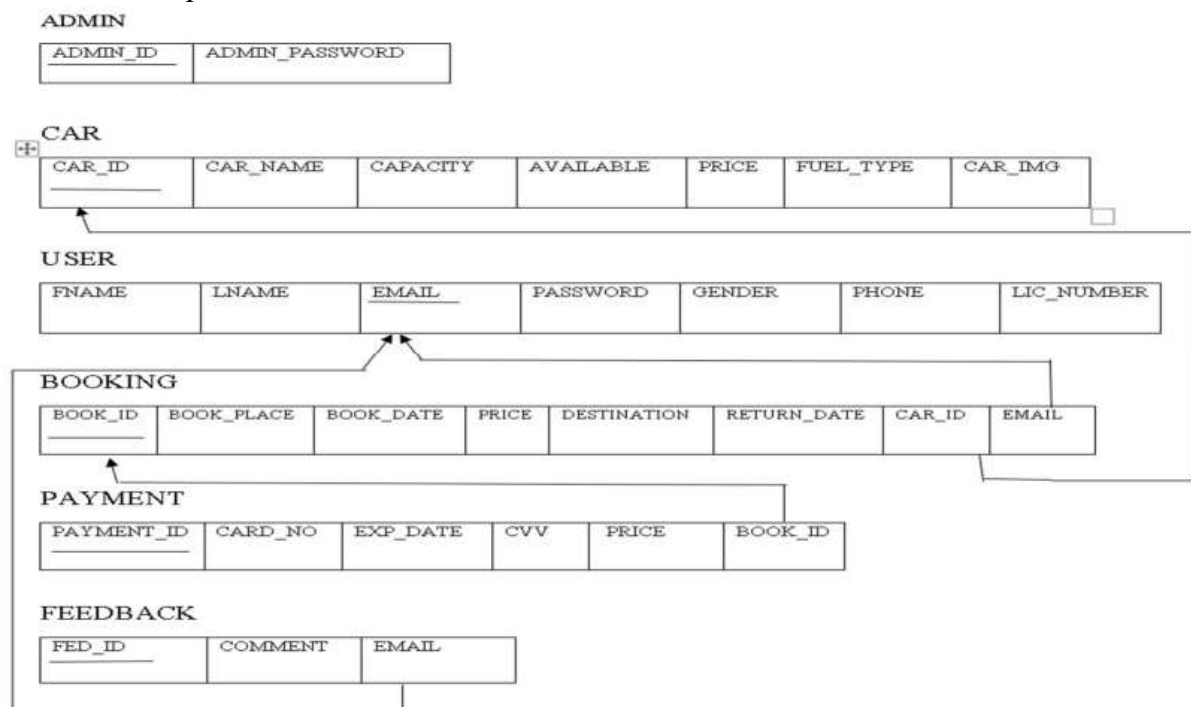 ADMIN
ADMIN_ID ADMIN_PASSWORD
CAR
CAR_ID CAR_NAME CAPACITY AVAILABLE PRICE FUEL_TYPE CAR_IMG
USER
FNAME LNAME EMAIL PASSWORD GENDER PHONE LIC_NUMBER
BOOKING
BOOK_ID BOOK_PLACE BOOK_DATE PRICE DESTINATION RETURN_DATE CAR_ID EMAIL
PAYMENT
PAYMENT_ID CARD_NO EXP_DATE CVV PRICE BOOK_ID
FEEDBACK
FED_ID COMMENT EMAIL